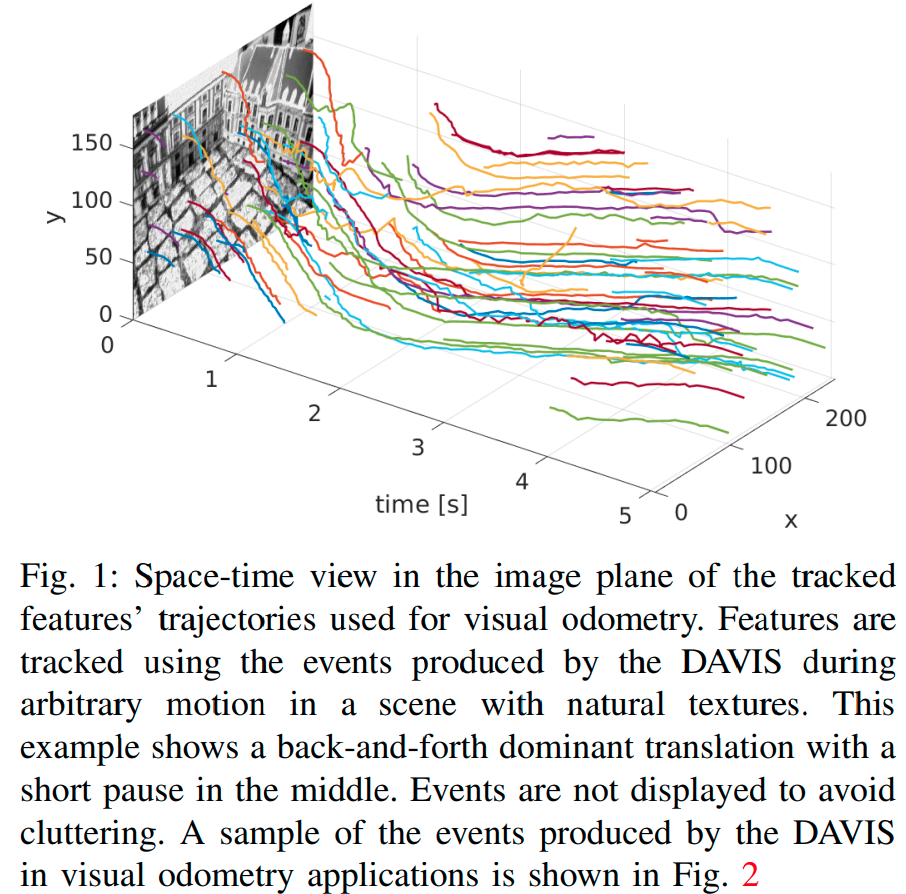 150
100
50
0
y
0
1
2
3
4
5
time [s]
0
100
200
x
Fig. 1: Space-time view in the image plane of the tracked
features’ trajectories used for visual odometry. Features are
tracked using the events produced by the DAVIS during
arbitrary motion in a scene with natural textures. This
example shows a back-and-forth dominant translation with a
short pause in the middle. Events are not displayed to avoid
cluttering. A sample of the events produced by the DAVIS
in visual odometry applications is shown in Fig. 2